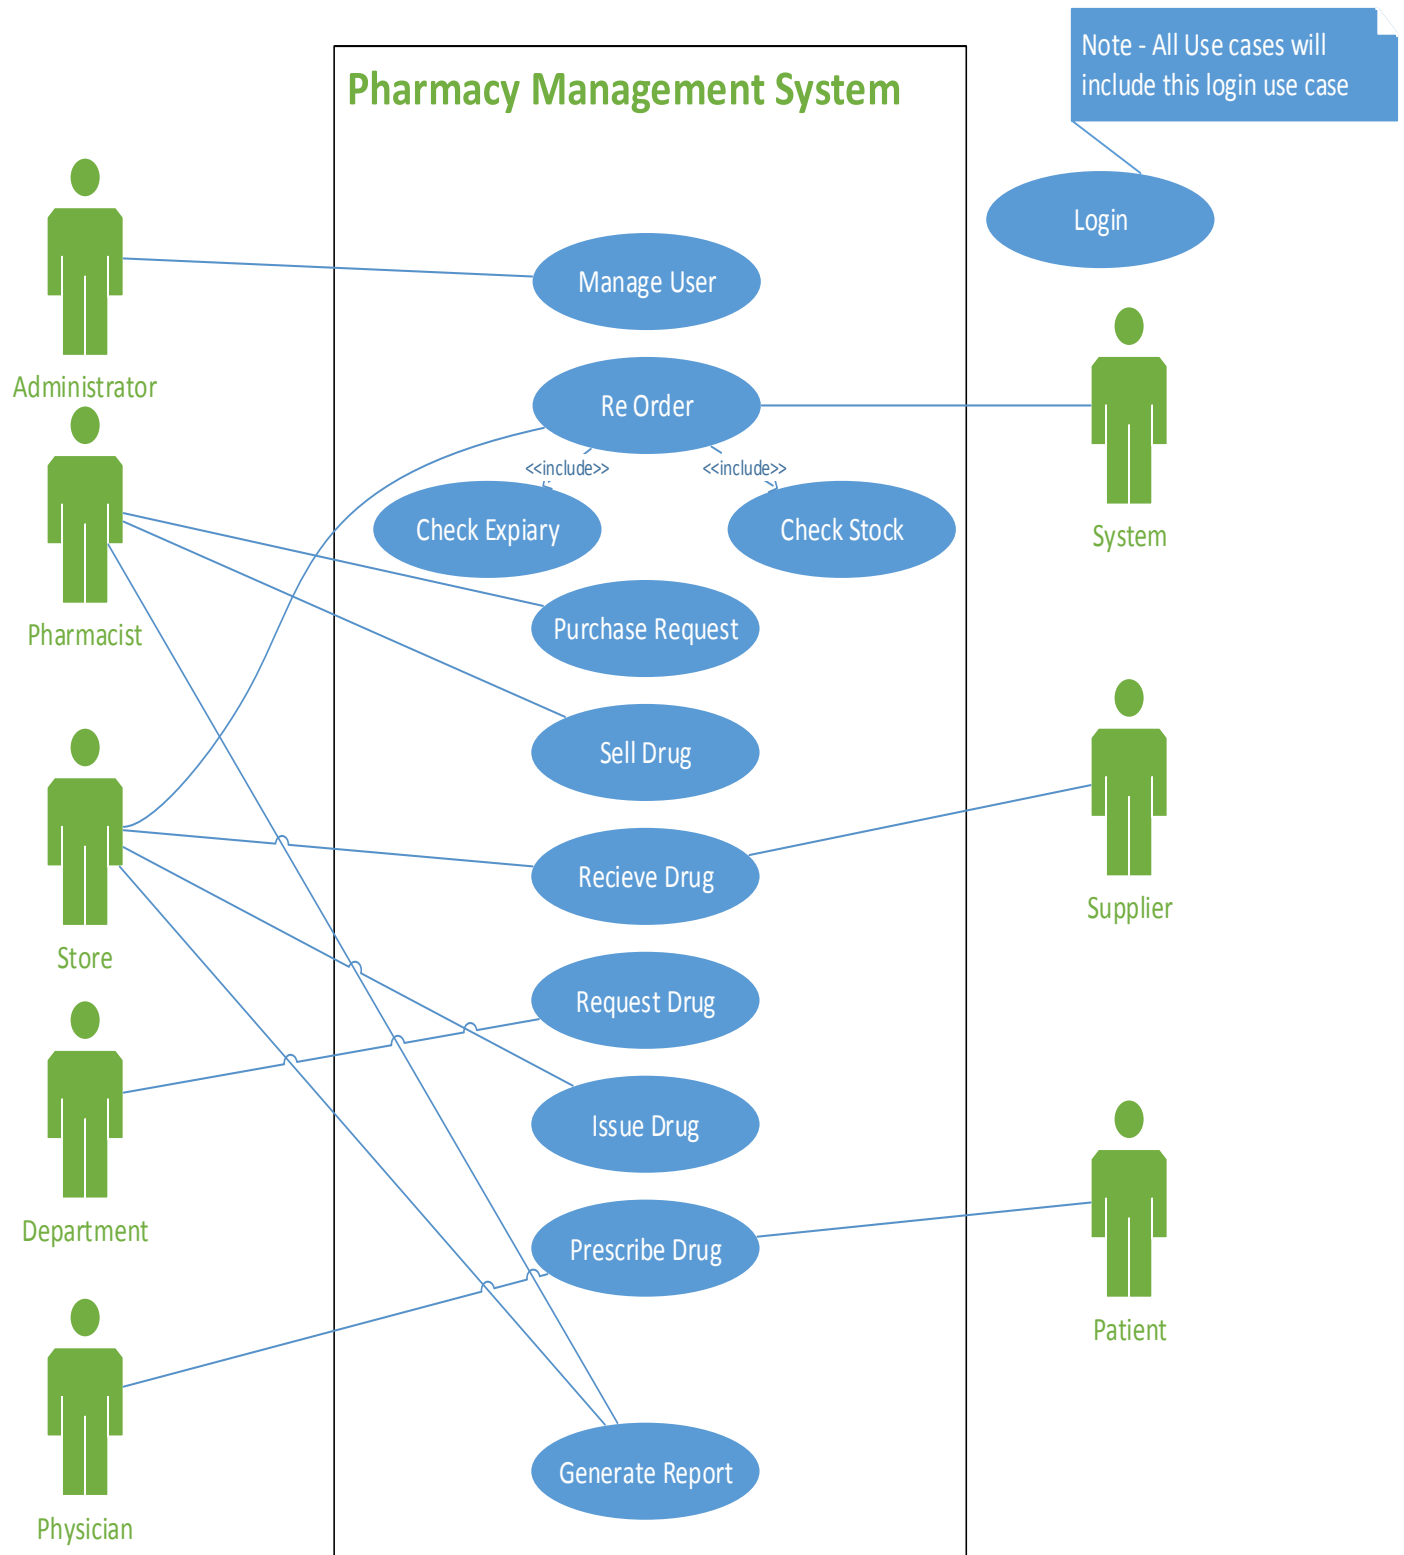 Note - All Use cases will
include this login use case
Pharmacy Management System
Login
Manage User
Administrator
Re Order
<<include>>
<<include>>
Check Expiary
Check Stock
System
Pharmacist
Purchase Request
Sell Drug
Recieve Drug
Supplier
Store
Request Drug
Issue Drug
Department
Prescribe Drug
Patient
Generate Report
Physician